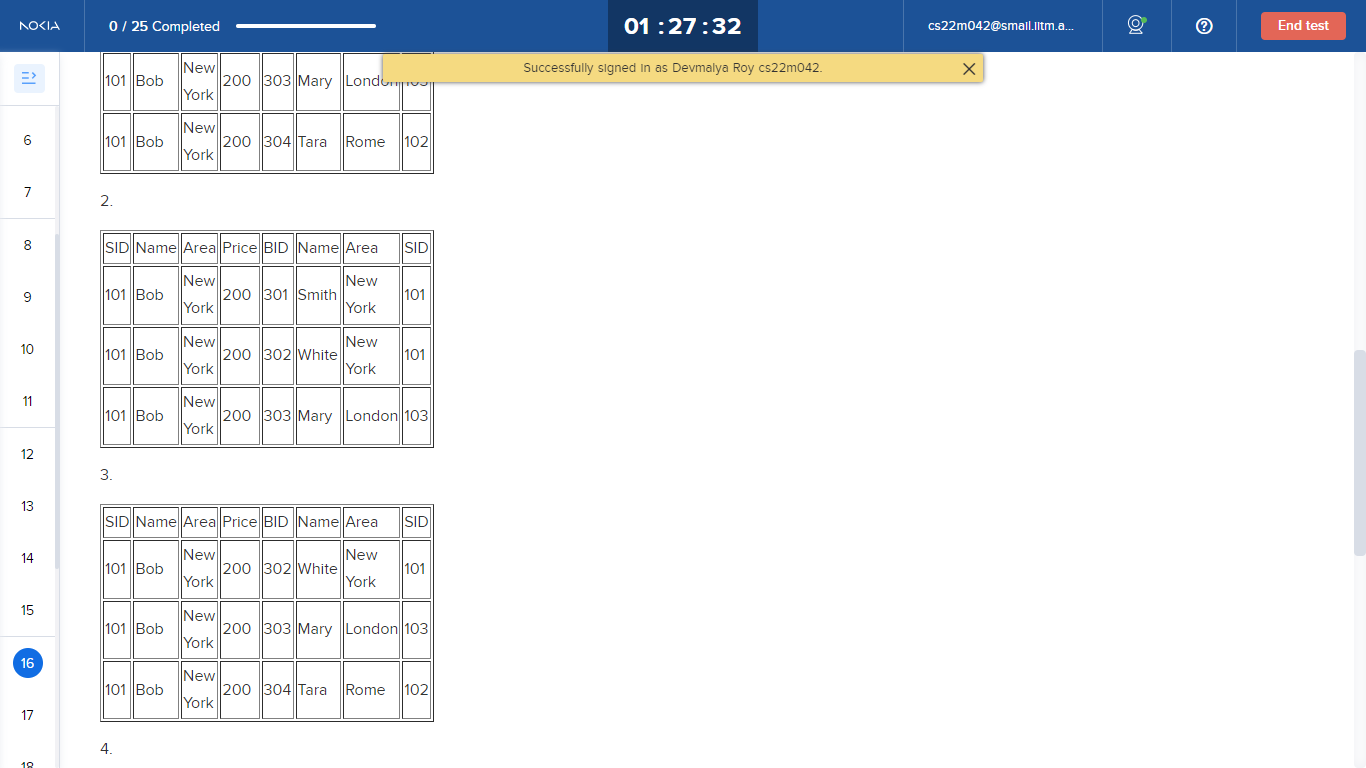 NOKIA
0 / 25 Completed
01 : 27 : 32
cs22m042@smail.iitm.a...
End test
Successfully signed in as Devmalya Roy cs22m042.
6
7
8
9
10
11
12
13
14
15
16
17
18
101 Bob New York 200 303 Mary London 103
101 Bob New York 200 304 Tara Rome 102
2.
SID Name Area Price BID Name Area SID
101 Bob New York 200 301 Smith New York 101
101 Bob New York 200 302 White New York 101
101 Bob New York 200 303 Mary London 103
3.
SID Name Area Price BID Name Area SID
101 Bob New York 200 302 White New York 101
101 Bob New York 200 303 Mary London 103
101 Bob New York 200 304 Tara Rome 102
4.